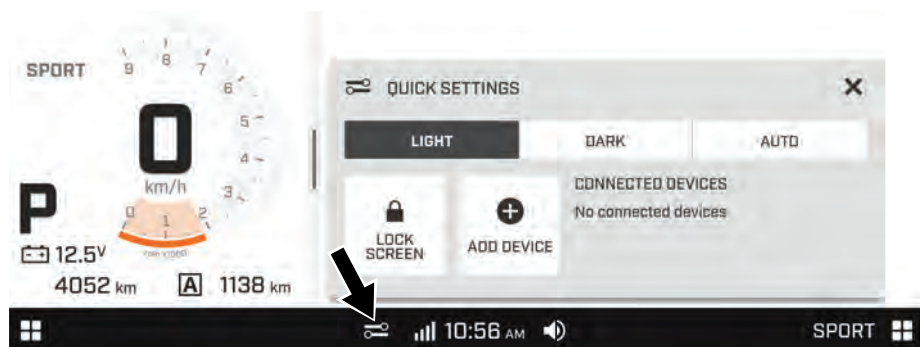 SPORT
9 8 7
6
5
4
3
0 1 2
0
km/h
P
12.5V
4052 km A 1138 km
QUICK SETTINGS
LIGHT DARK AUTO
LOCK
SCREEN
ADD DEVICE
CONNECTED DEVICES
No connected devices
10:56 AM
SPORT